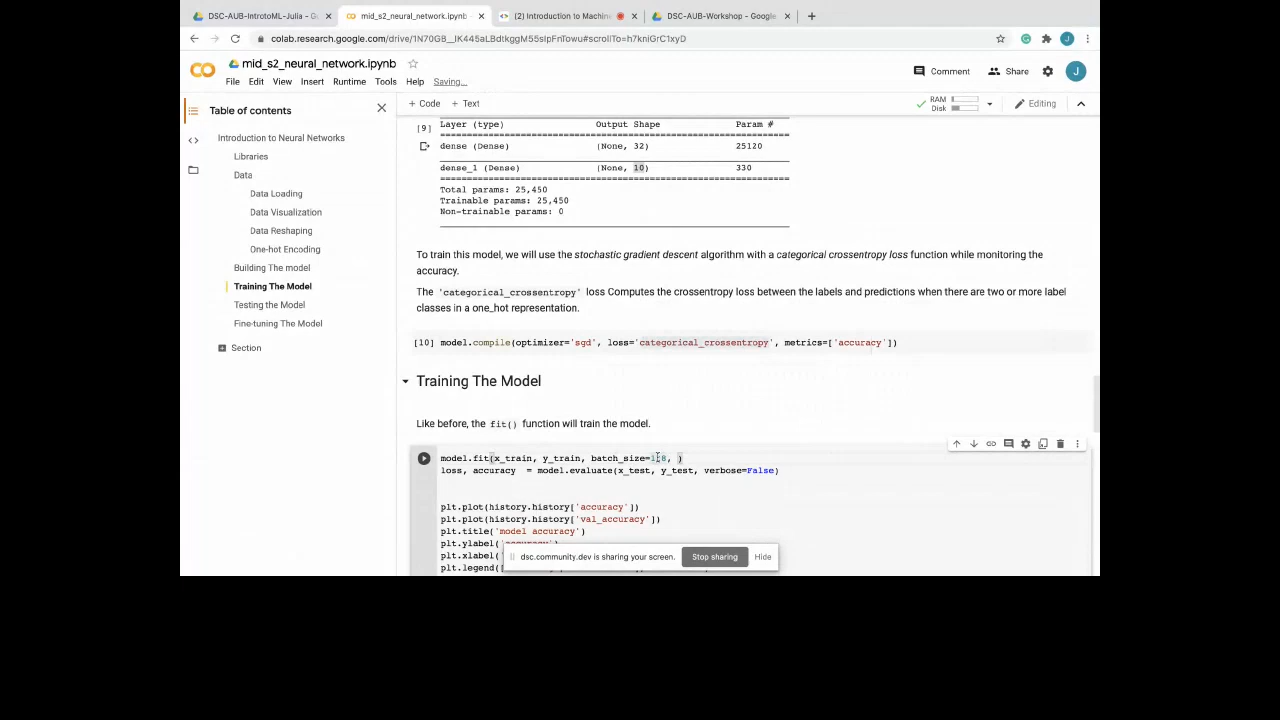 DSC-AUB-IntrotoML-Julia - G
mid_s2_neural_network.ipynb
(2) Introduction to Machin
DSC-AUB-Workshop - Google
colab.research.google.com/drive/
mid_s2_neural_network.ipynb
File Edit View Insert Runtime Tools Help Saving...
Comment Share J
Table of contents
+ Code + Text
RAM
Disk
Editing
Introduction to Neural Networks
Libraries
Data
Data Loading
Data Visualization
Data Reshaping
One-hot Encoding
Building The model
Training The Model
Testing the Model
Fine-tuning The Model
Section
[9] Layer (type) Output Shape Param #
dense (Dense) (None, 32) 25120
dense_1 (Dense) (None, 10) 330
Total params: 25,450
Trainable params: 25,450
Non-trainable params: 0
To train this model, we will use the stochastic gradient descent algorithm with a categorical crossentropy loss function while monitoring the
accuracy.
The 'categorical_crossentropy' loss Computes the crossentropy loss between the labels and predictions when there are two or more label
classes in a one_hot representation.
[10] model.compile(optimizer='sgd', loss='categorical_crossentropy', metrics=['accuracy'])
Training The Model
Like before, the fit() function will train the model.
model.fit(x_train, y_train, batch_size=128, )
loss, accuracy = model.evaluate(x_test, y_test, verbose=False)
plt.plot(history.history['accuracy'])
plt.plot(history.history['val_accuracy'])
plt.title('model accuracy')
plt.ylabel('accuracy')
plt.xlabel(
plt.legend([
dsc.community.dev is sharing your screen. Stop sharing Hide